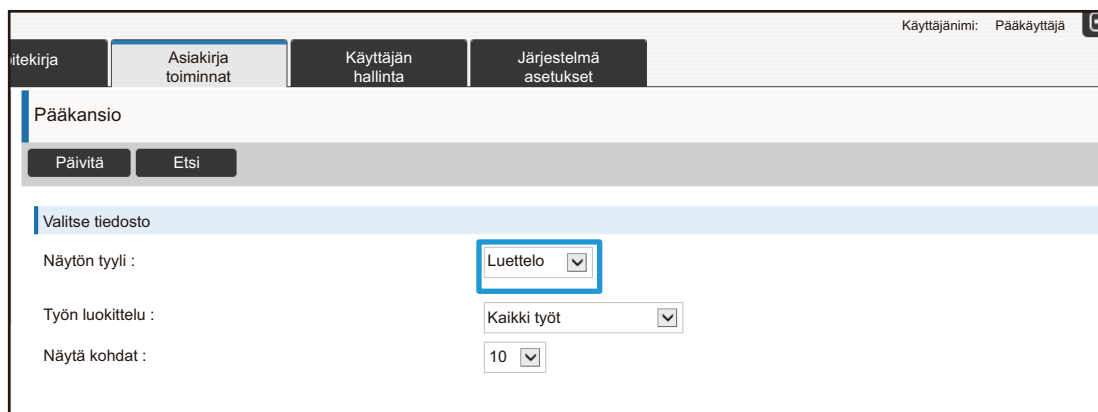 Käyttäjänimi: Pääkäyttäjä
Asiakirja toiminnat
Käyttäjän hallinta
Järjestelmä asetukset
Pääkansio
Päivitä Etsi
Valitse tiedosto
Näytön tyyli : Luettelo
Työn luokittelu : Kaikki työt
Näytä kohdat : 10